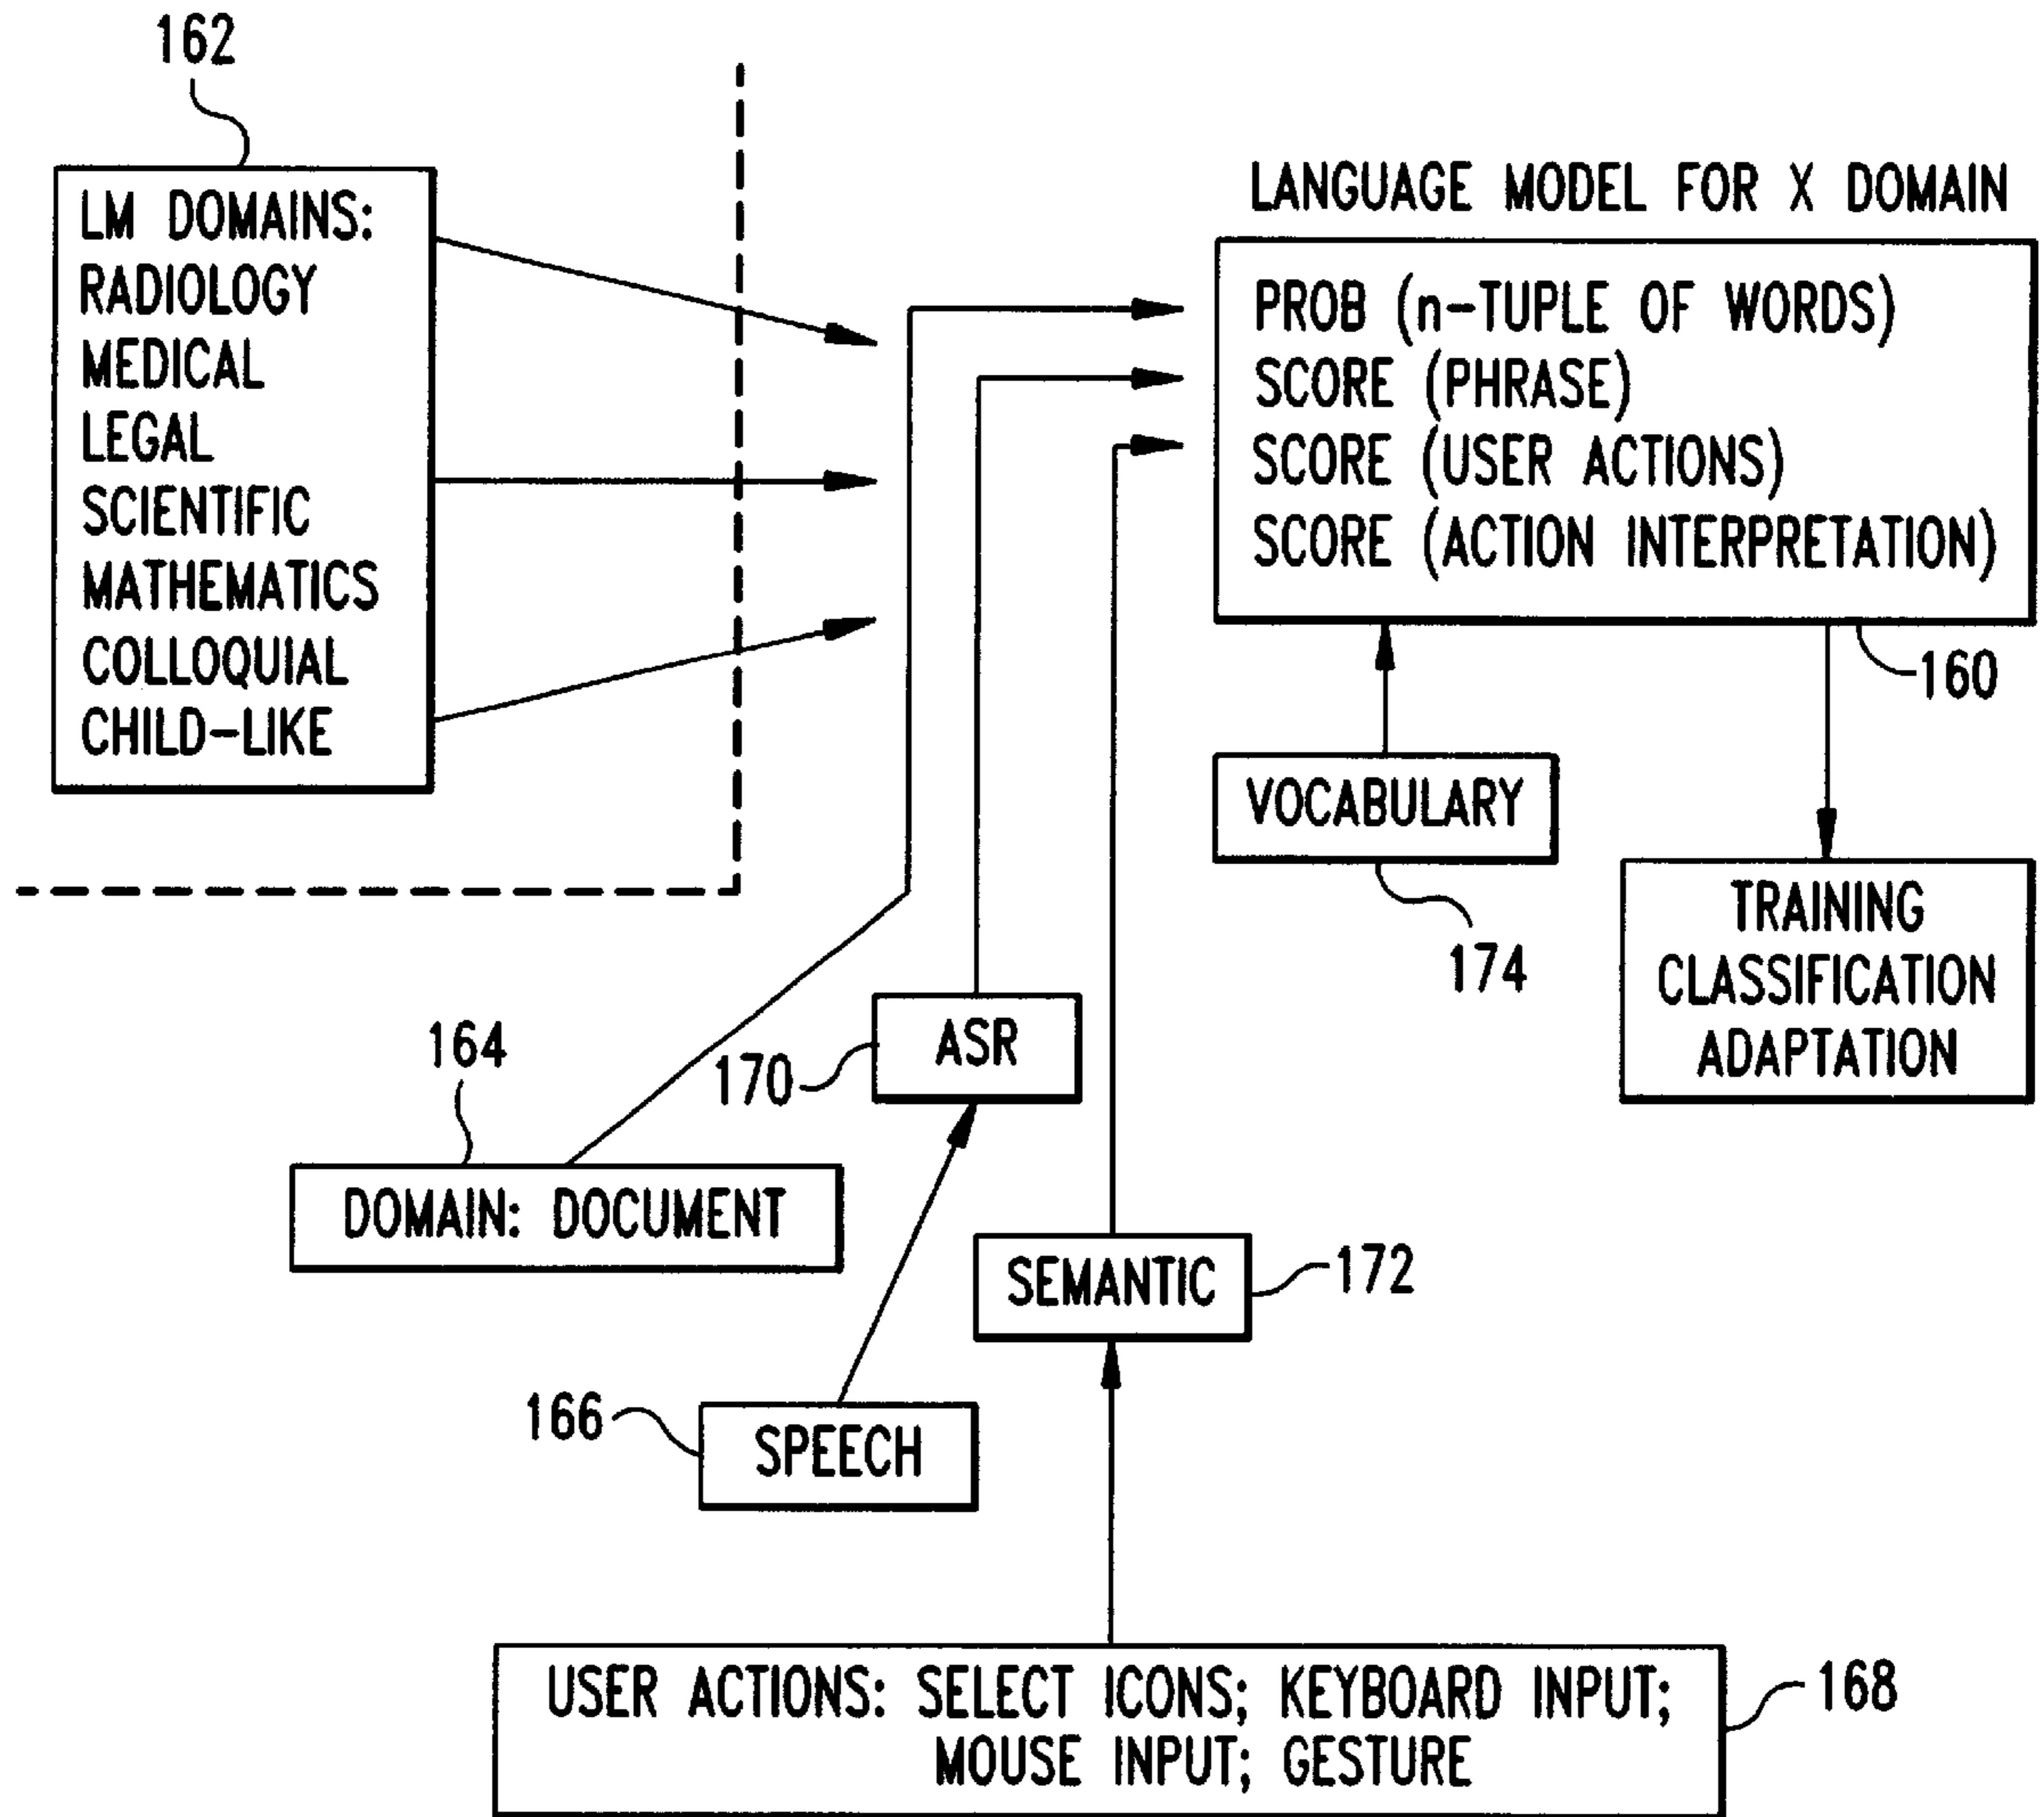 162
LM DOMAINS:
RADIOLOGY
MEDICAL
LEGAL
SCIENTIFIC
MATHEMATICS
COLLOQUIAL
CHILD-LIKE
LANGUAGE MODEL FOR X DOMAIN
PROB (n-TUPLE OF WORDS)
SCORE (PHRASE)
SCORE (USER ACTIONS)
SCORE (ACTION INTERPRETATION)
160
VOCABULARY
174
TRAINING
CLASSIFICATION
ADAPTATION
ASR
170
164
DOMAIN: DOCUMENT
SEMANTIC
172
166
SPEECH
USER ACTIONS: SELECT ICONS; KEYBOARD INPUT;
MOUSE INPUT; GESTURE
168